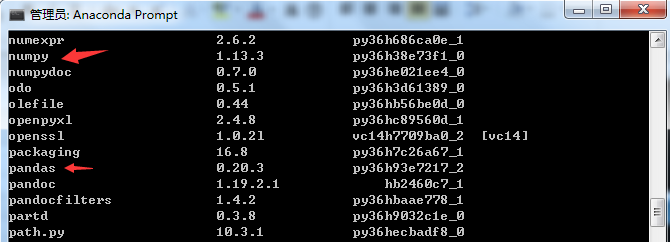 管理员: Anaconda Prompt
numexpr 2.6.2 py36h686ca0e_1
numpy 1.13.3 py36h38e73f1_0
numpydoc 0.7.0 py36he021ee4_0
odo 0.5.1 py36h3d61389_0
olefile 0.44 py36hb56be0d_0
openpyxl 2.4.8 py36hc89560d_1
openssl 1.0.2l vc14h7709ba0_2 [vc14]
packaging 16.8 py36h7c26a67_1
pandas 0.20.3 py36h93e7217_2
pandoc 1.19.2.1 hb2460c7_1
pandocfilters 1.4.2 py36hbaae778_1
partd 0.3.8 py36h9032c1e_0
path.py 10.3.1 py36hecbadf8_0